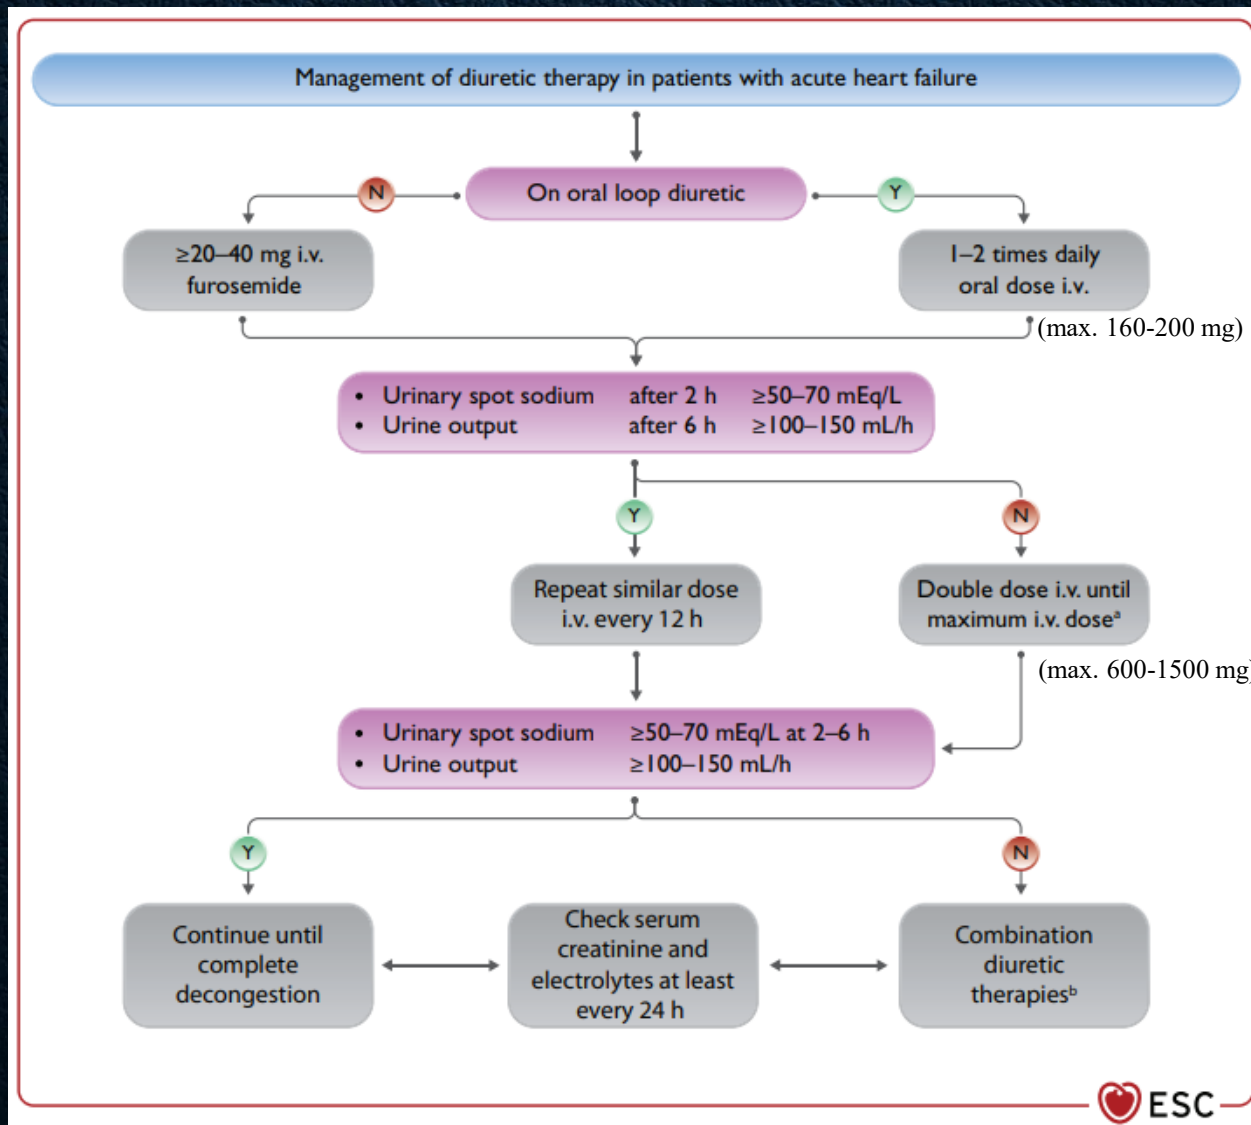 Management of diuretic therapy in patients with acute heart failure
N
On oral loop diuretic
Y
≥20–40 mg i.v.
furosemide
1–2 times daily
oral dose i.v.
(max. 160-200 mg)
• Urinary spot sodium after 2 h ≥50–70 mEq/L
• Urine output after 6 h ≥100–150 mL/h
Y
N
Repeat similar dose
i.v. every 12 h
Double dose i.v. until
maximum i.v. doseᵃ
(max. 600-1500 mg)
• Urinary spot sodium ≥50–70 mEq/L at 2–6 h
• Urine output ≥100–150 mL/h
Y
N
Continue until
complete
decongestion
Check serum
creatinine and
electrolytes at least
every 24 h
Combination
diuretic
therapiesᵇ
ESC